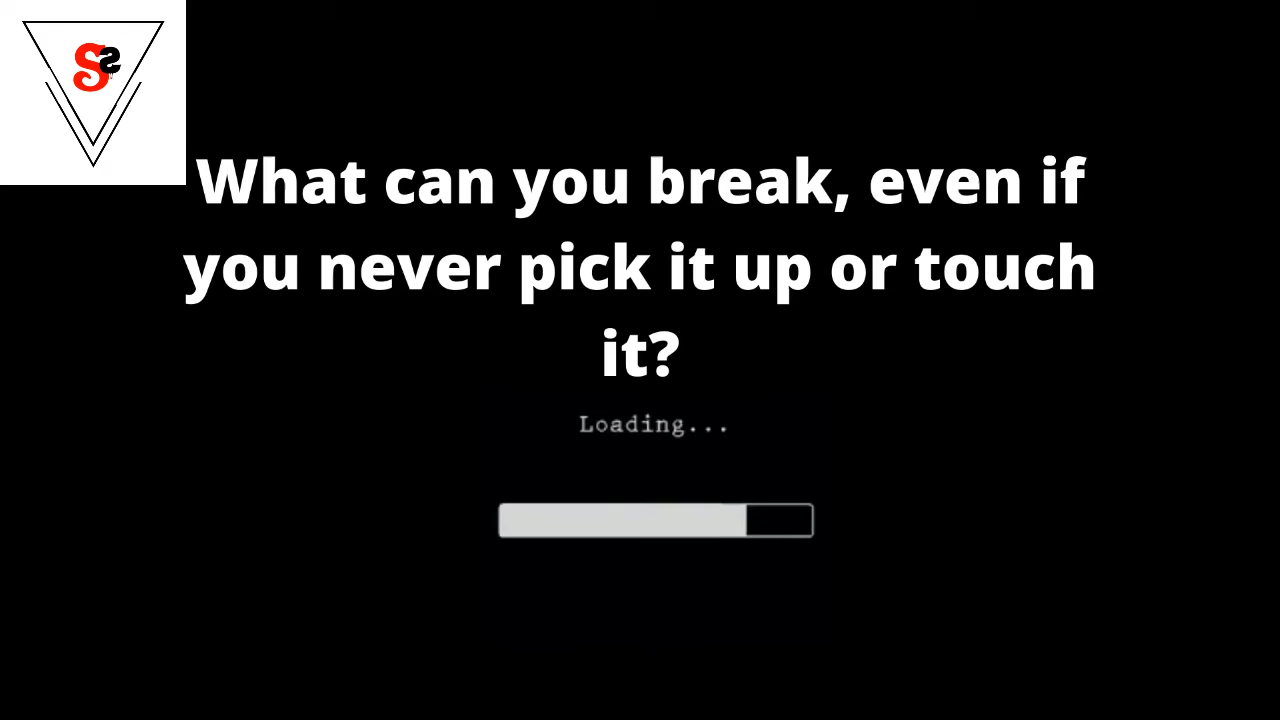 S S
What can you break, even if
you never pick it up or touch
it?
Loading...